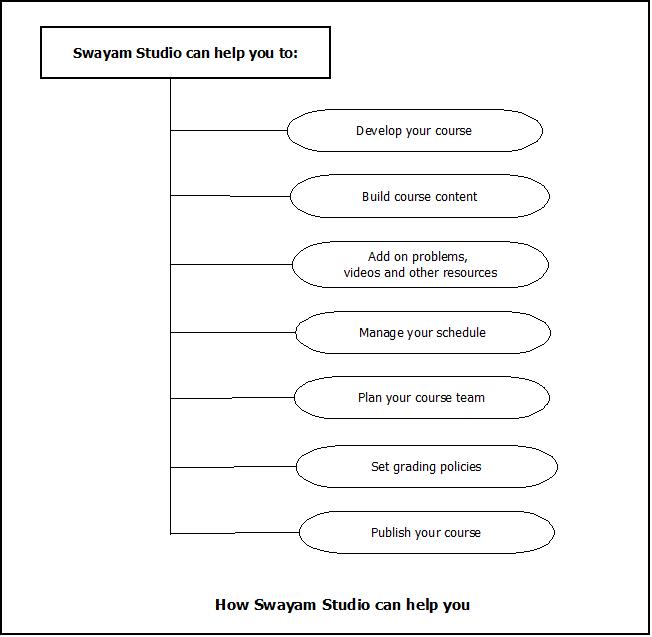 Swayam Studio can help you to:
Develop your course
Build course content
Add on problems,
videos and other resources
Manage your schedule
Plan your course team
Set grading policies
Publish your course
How Swayam Studio can help you